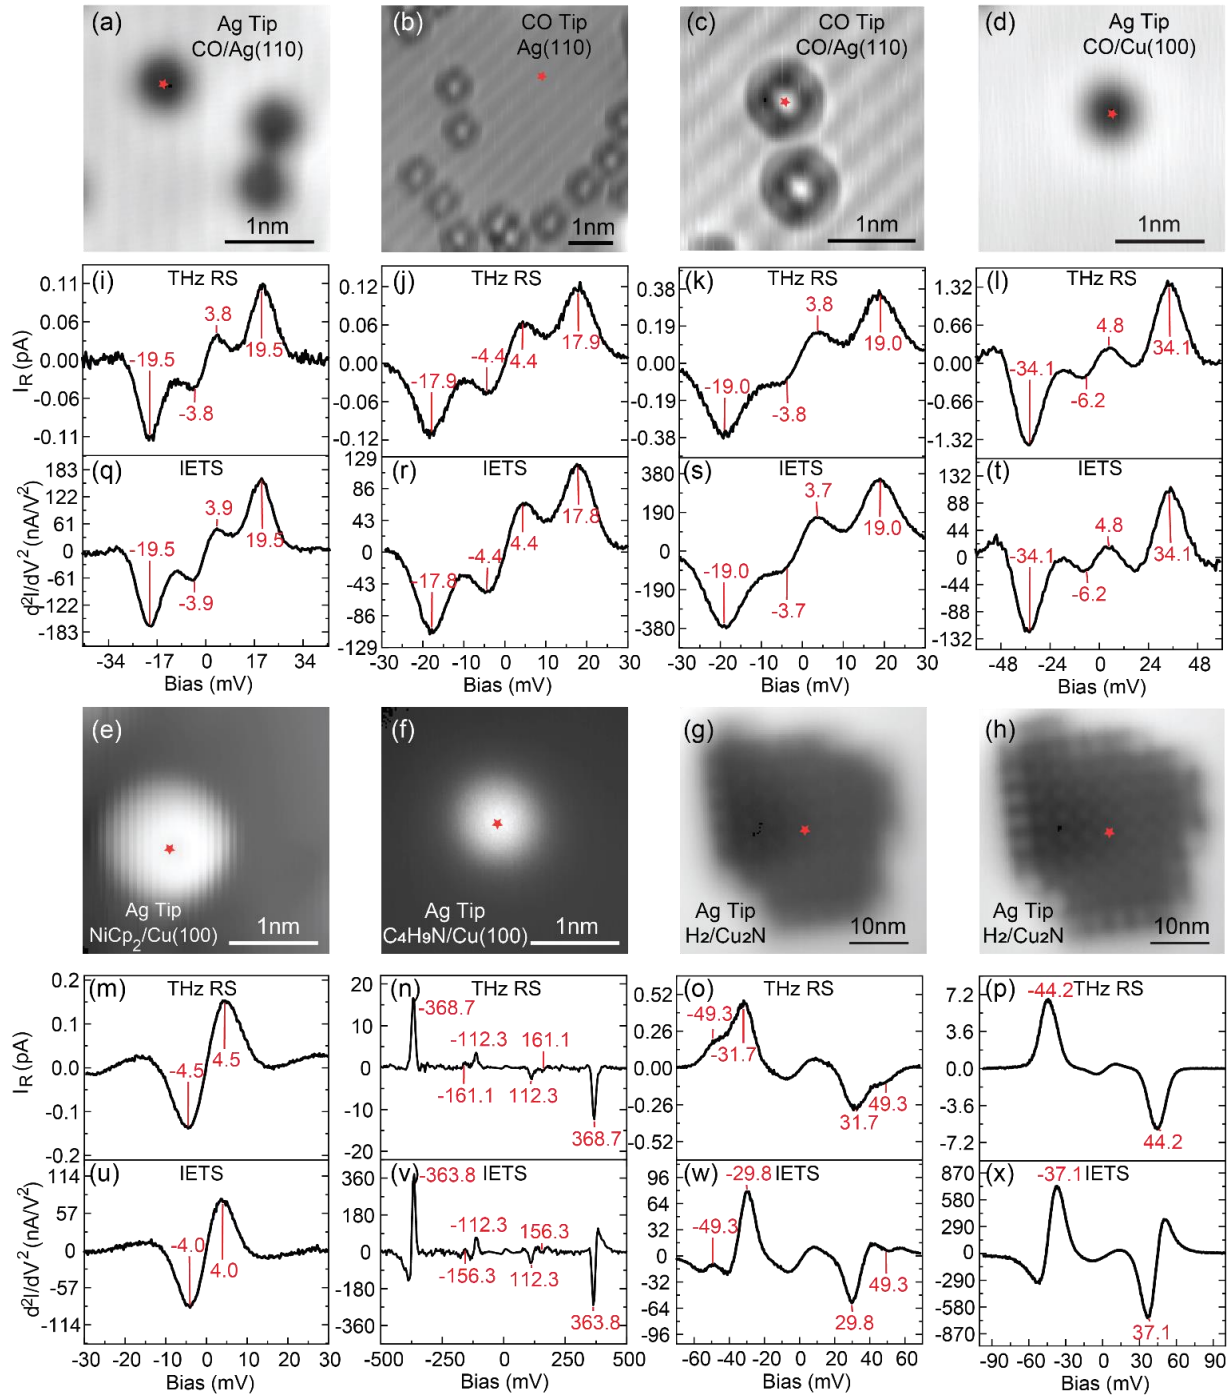 (a) Ag Tip
CO/Ag(110)
1nm
(b) CO Tip
Ag(110)
1nm
(c) CO Tip
CO/Ag(110)
1nm
(d) Ag Tip
CO/Cu(100)
1nm
(i) THz RS
I_R (pA)
0.11
0.06
0.00
-0.06
-0.11
-19.5
-3.8
3.8
19.5
(j) THz RS
0.12
0.06
0.00
-0.06
-0.12
-17.9
-4.4
4.4
17.9
(k) THz RS
0.38
0.19
0.00
-0.19
-0.38
-19.0
-3.8
3.8
19.0
(l) THz RS
1.32
0.66
0.00
-0.66
-1.32
-34.1
-6.2
4.8
34.1
(q) IETS
d²I/dV² (nA/V²)
183
122
61
0
-61
-122
-183
-19.5
-3.9
3.9
19.5
-34 -17 0 17 34
Bias (mV)
(r) IETS
129
86
43
0
-43
-86
-129
-17.8
-4.4
4.4
17.8
-30 -20 -10 0 10 20 30
Bias (mV)
(s) IETS
380
190
0
-190
-380
-19.0
-3.7
3.7
19.0
-30 -20 -10 0 10 20 30
Bias (mV)
(t) IETS
132
88
44
0
-44
-88
-132
-34.1
-6.2
4.8
34.1
-48 -24 0 24 48
Bias (mV)
(e)
Ag Tip
NiCp₂/Cu(100) 1nm
(f)
Ag Tip
C₄H₉N/Cu(100) 1nm
(g)
Ag Tip
H₂/Cu₂N 10nm
(h)
Ag Tip
H₂/Cu₂N 10nm
(m) THz RS
I_R (pA)
0.2
0.1
0.0
-0.1
-0.2
-4.5
4.5
(n) THz RS
20
10
0
-10
-20
-368.7
-112.3
161.1
-161.1
112.3
368.7
(o) THz RS
0.52
0.26
0.00
-0.26
-0.52
-49.3
-31.7
31.7
49.3
(p) THz RS
7.2
3.6
0.0
-3.6
-7.2
-44.2
44.2
(u) IETS
d²I/dV² (nA/V²)
114
57
0
-57
-114
-4.0
4.0
-30 -20 -10 0 10 20 30
Bias (mV)
(v) IETS
360
180
0
-180
-360
-363.8
-112.3
156.3
-156.3
112.3
363.8
-500 -250 0 250 500
Bias (mV)
(w) IETS
96
64
32
0
-32
-64
-96
-29.8
-49.3
49.3
29.8
-60 -40 -20 0 20 40 60
Bias (mV)
(x) IETS
870
580
290
0
-290
-580
-870
-37.1
37.1
-90 -60 -30 0 30 60 90
Bias (mV)